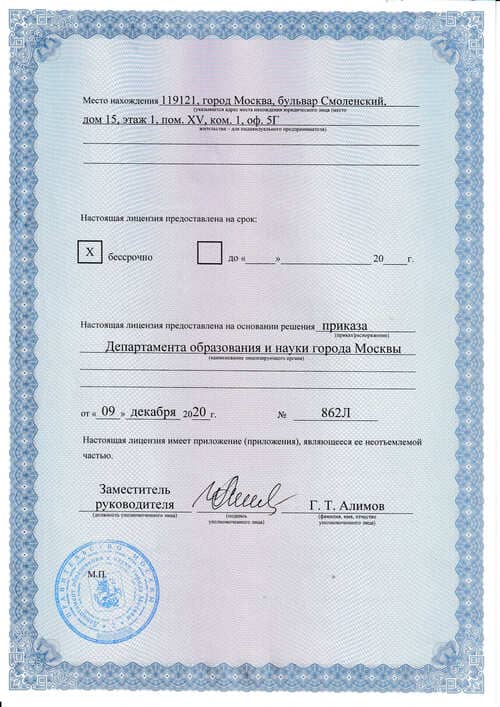 Место нахождения 119121, город Москва, бульвар Смоленский,
(указывается адрес места нахождения юридического лица (место
дом 15, этаж 1, пом. XV, ком. 1, оф. 5Г
жительства – для индивидуального предпринимателя)
Настоящая лицензия предоставлена на срок:
X бессрочно до «______»____________________20____г.
Настоящая лицензия предоставлена на основании решения приказа
(приказ/распоряжение)
Департамента образования и науки города Москвы
(наименование лицензирующего органа)
от «09» декабря 2020 г. № 862Л
Настоящая лицензия имеет приложение (приложения), являющееся ее неотъемлемой
частью.
Заместитель
руководителя Г. Т. Алимов
(должность уполномоченного лица) (подпись уполномоченного лица) (фамилия, имя, отчество уполномоченного лица)
М.П.
ПРАВИТЕЛЬСТВО МОСКВЫ